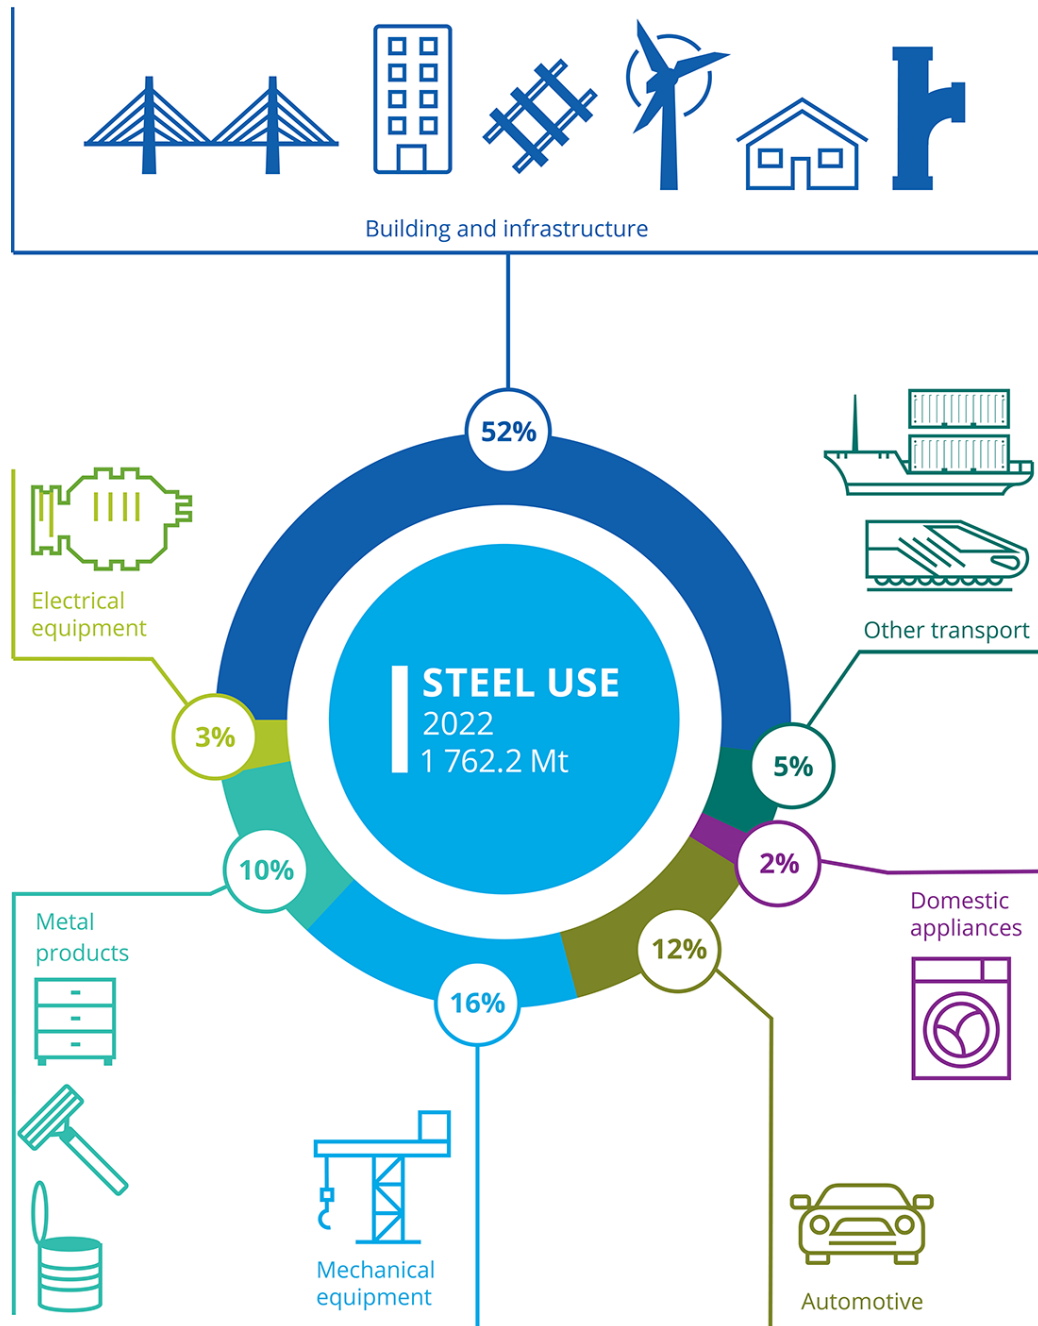 Building and infrastructure
52%
Electrical
equipment
Other transport
STEEL USE
2022
1 762.2 Mt
3%
5%
2%
10%
Domestic
appliances
Metal
products
12%
16%
Mechanical
equipment
Automotive